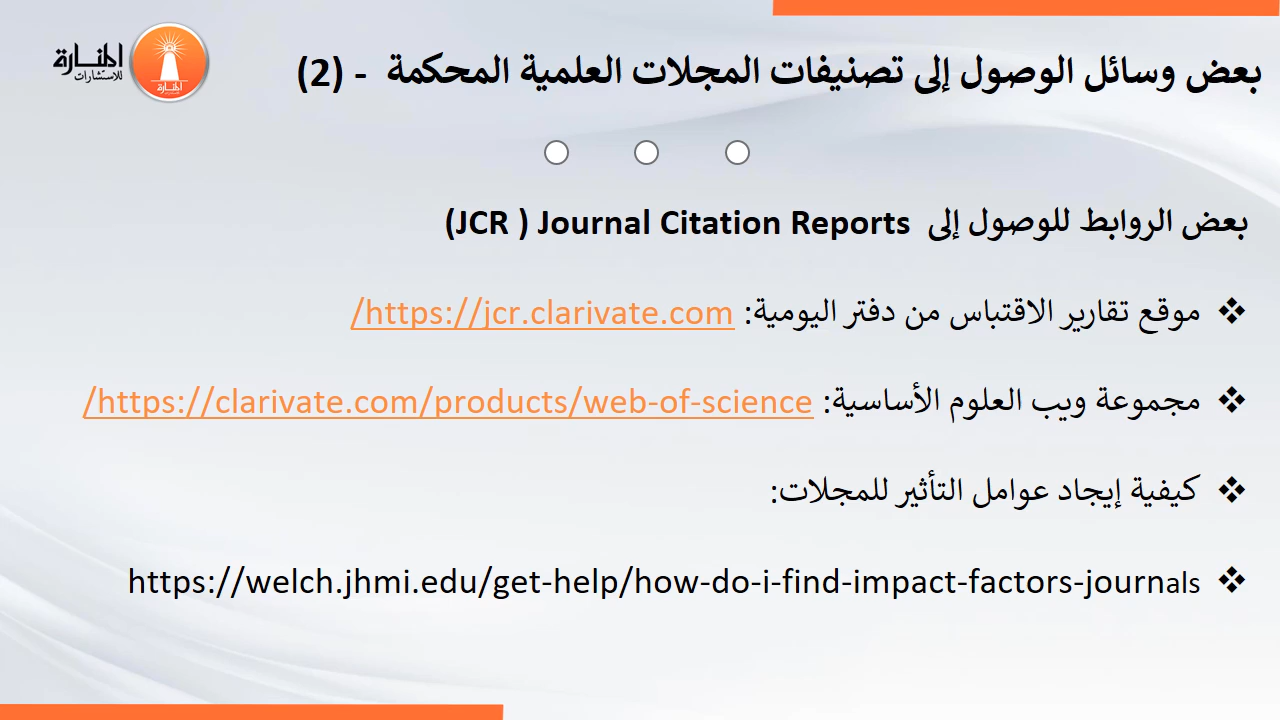 المنارة
للاستشارات
المنارة
بعض وسائل الوصول إلى تصنيفات المجلات العلمية المحكمة - (2)
بعض الروابط للوصول إلى Journal Citation Reports ( JCR)
❖ موقع تقارير الاقتباس من دفتر اليومية: https://jcr.clarivate.com/
❖ مجموعة ويب العلوم الأساسية: https://clarivate.com/products/web-of-science/
❖ كيفية إيجاد عوامل التأثير للمجلات:
❖ https://welch.jhmi.edu/get-help/how-do-i-find-impact-factors-journals